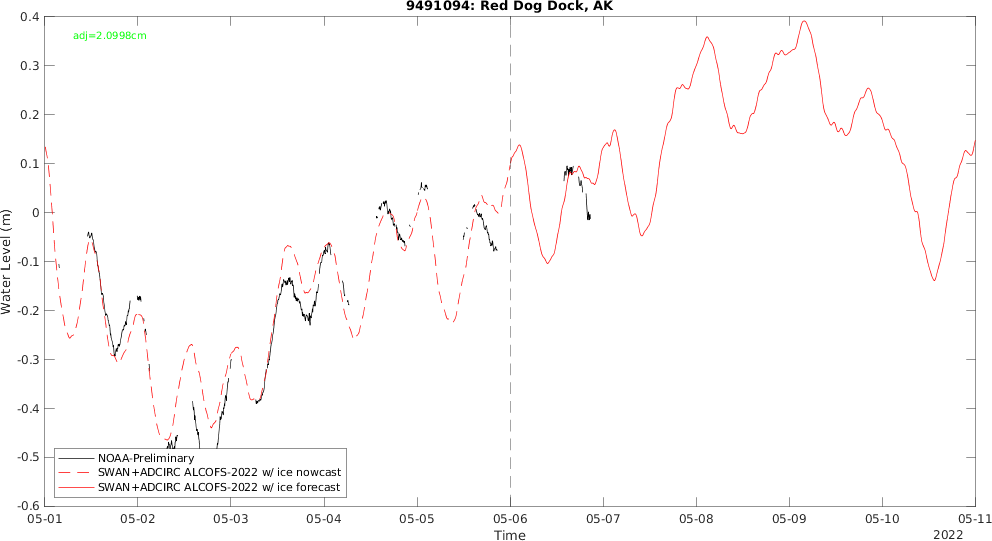 9491094: Red Dog Dock, AK
adj=2.0998cm
0.4
0.3
0.2
0.1
0
-0.1
-0.2
-0.3
-0.4
-0.5
-0.6
Water Level (m)
NOAA-Preliminary
SWAN+ADCIRC ALCOFS-2022 w/ ice nowcast
SWAN+ADCIRC ALCOFS-2022 w/ ice forecast
05-01 05-02 05-03 05-04 05-05 05-06 05-07 05-08 05-09 05-10 05-11
Time
2022